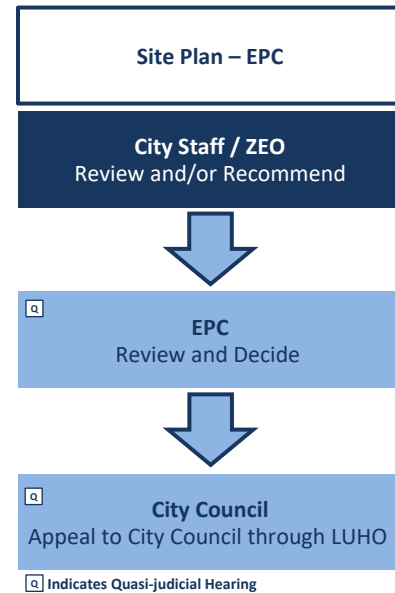 Site Plan – EPC
City Staff / ZEO
Review and/or Recommend
Q
EPC
Review and Decide
Q
City Council
Appeal to City Council through LUHO
Q Indicates Quasi-judicial Hearing